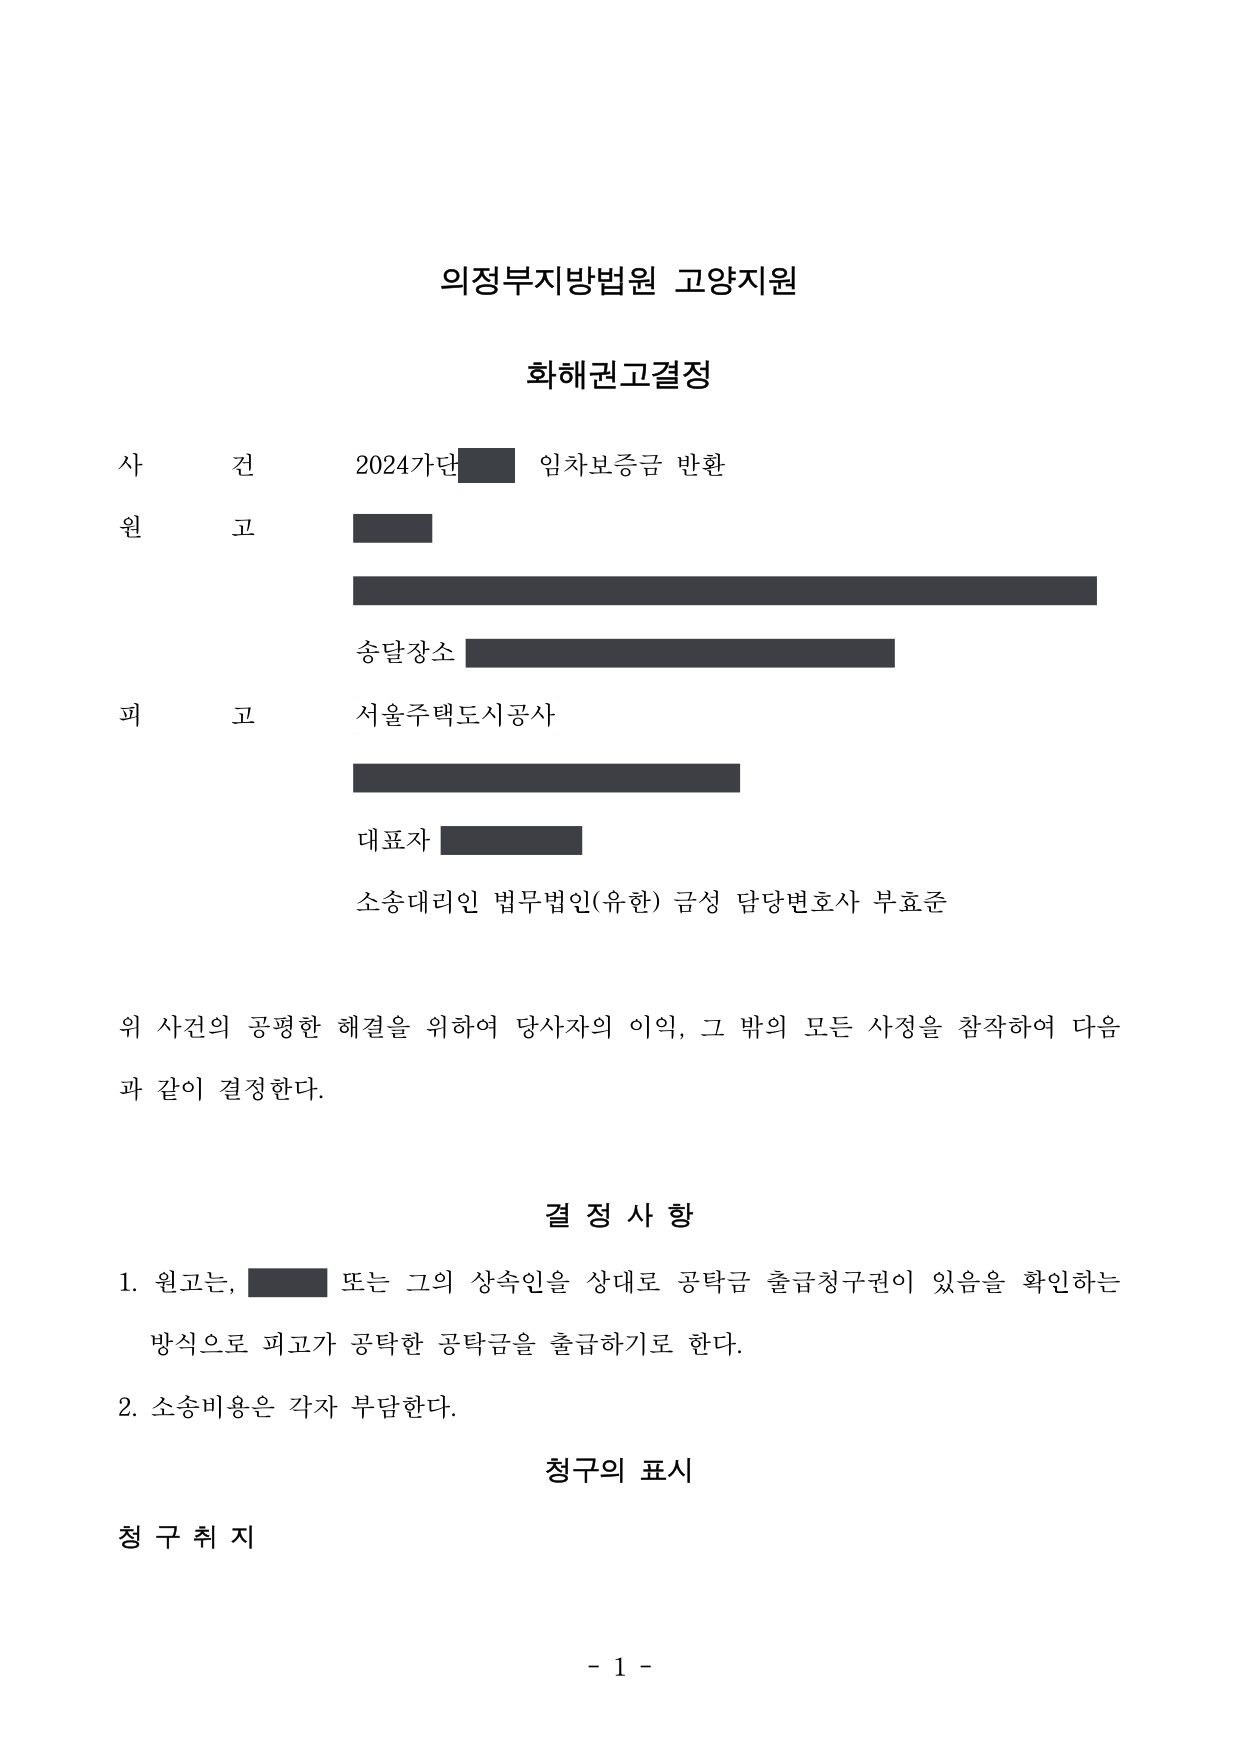 의정부지방법원 고양지원
화해권고결정
사 건 2024가단 임차보증금 반환
원 고
송달장소
피 고 서울주택도시공사
대표자
소송대리인 법무법인(유한) 금성 담당변호사 부효준
위 사건의 공평한 해결을 위하여 당사자의 이익, 그 밖의 모든 사정을 참작하여 다음
과 같이 결정한다.
결 정 사 항
1. 원고는, 또는 그의 상속인을 상대로 공탁금 출급청구권이 있음을 확인하는
방식으로 피고가 공탁한 공탁금을 출급하기로 한다.
2. 소송비용은 각자 부담한다.
청구의 표시
청 구 취 지
- 1 -